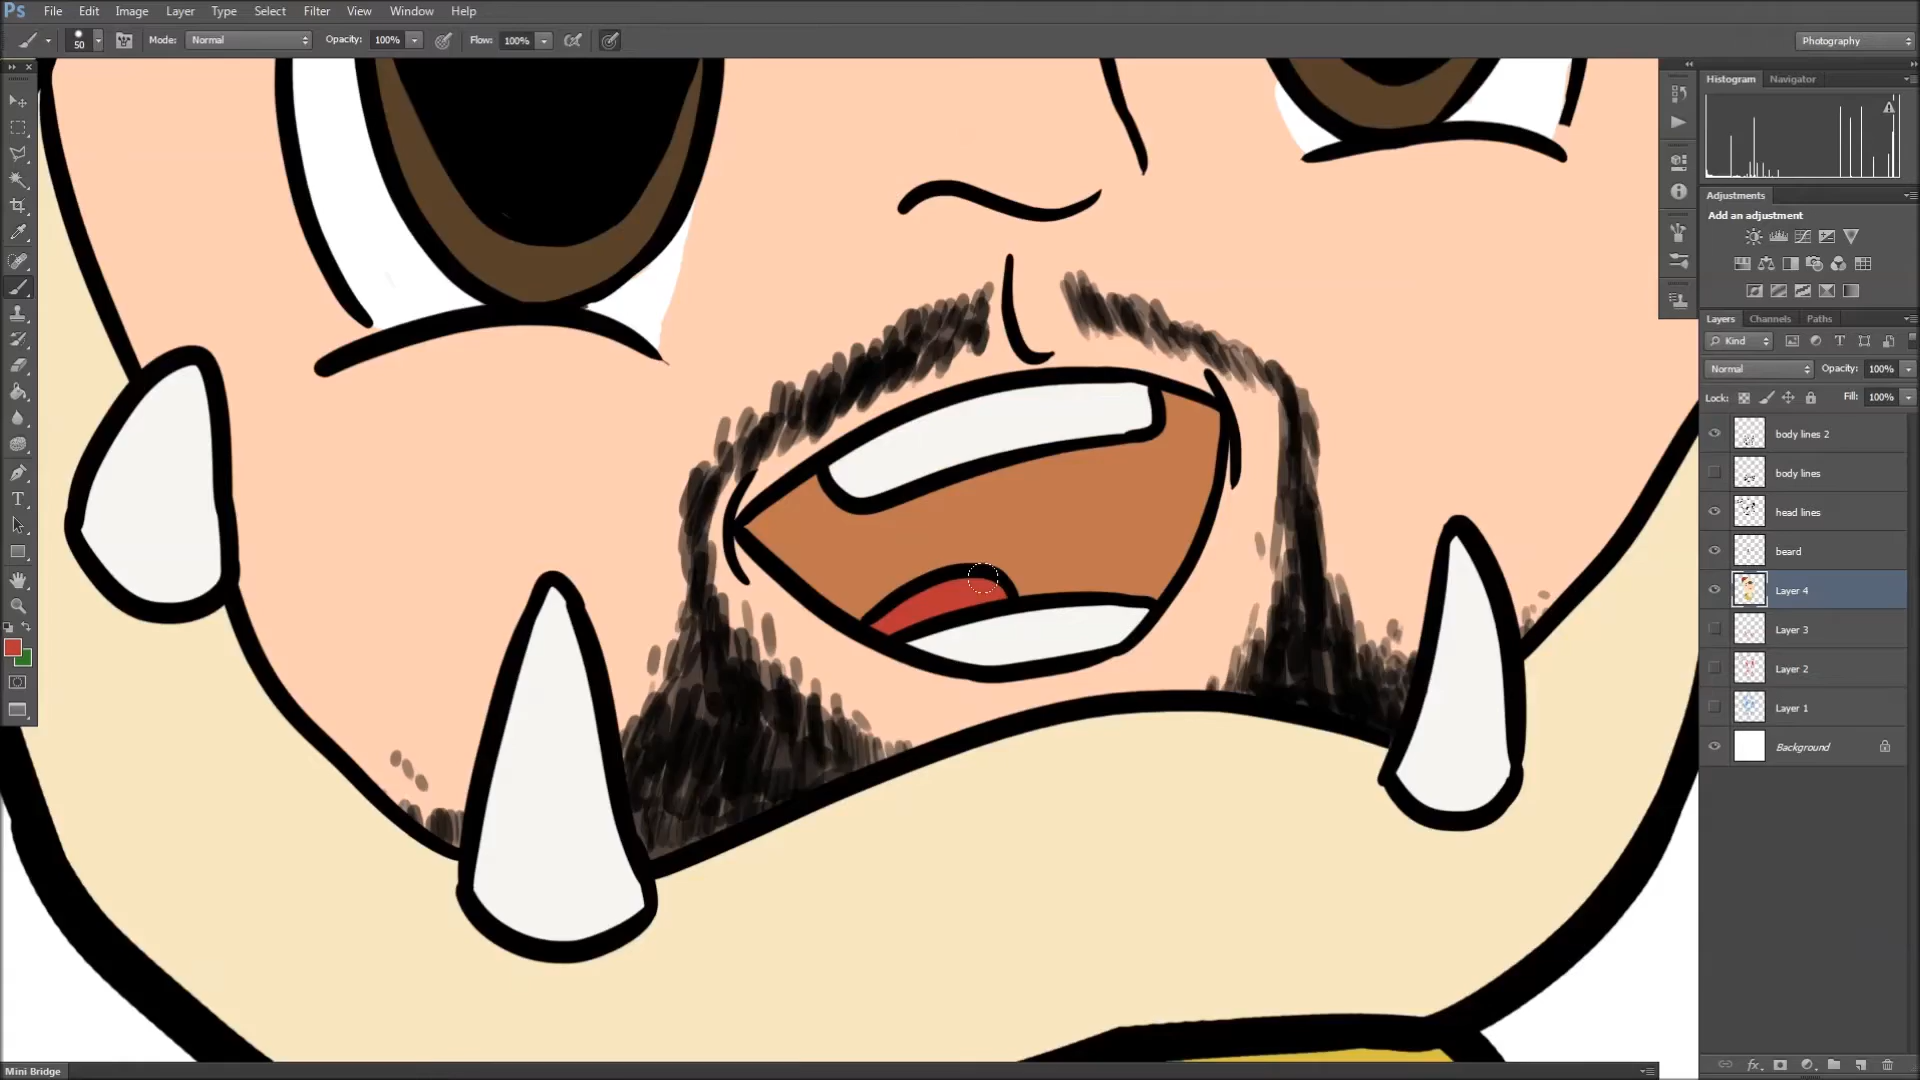 Ps File Edit Image Layer Type Select Filter View Window Help
50 Mode: Normal Opacity: 100% Flow: 100% Photography
Histogram Navigator
Adjustments
Add an adjustment
Layers Channels Paths
Kind T
Normal Opacity: 100%
Lock: Fill: 100%
body lines 2
body lines
head lines
beard
Layer 4
Layer 3
Layer 2
Layer 1
Background
fx
T
Mini Bridge